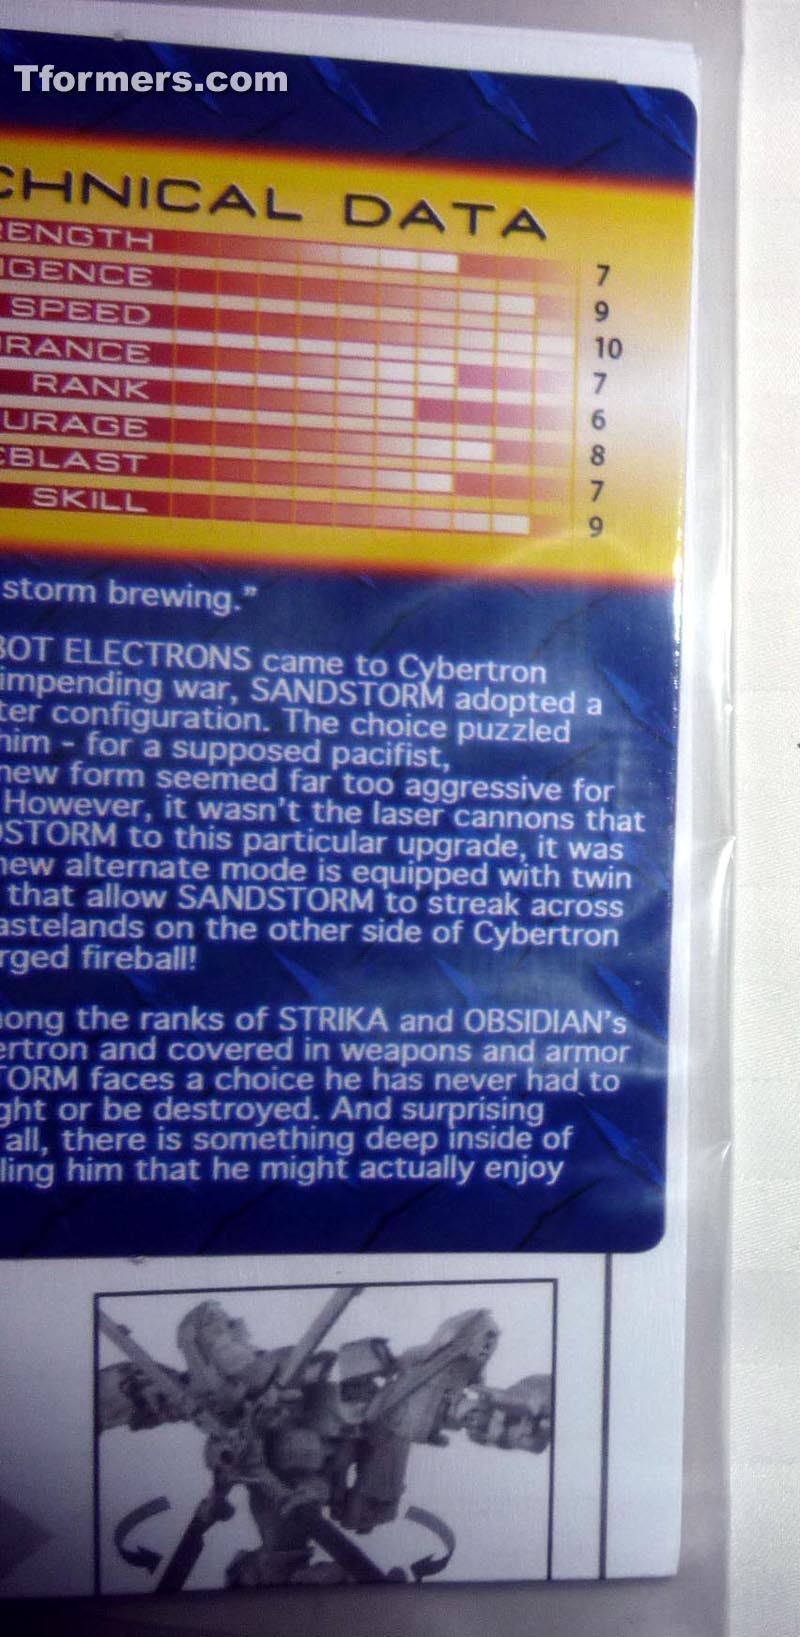 Tformers.com
CHNICAL DATA
RENGTH 7
IGENCE 9
SPEED 10
RANCE 7
RANK 6
URAGE 8
BLAST 7
SKILL 9
storm brewing.”
BOT ELECTRONS came to Cybertron
impending war, SANDSTORM adopted a
ter configuration. The choice puzzled
him - for a supposed pacifist,
new form seemed far too aggressive for
However, it wasn't the laser cannons that
DSTORM to this particular upgrade, it was
new alternate mode is equipped with twin
that allow SANDSTORM to streak across
astelands on the other side of Cybertron
rged fireball!
ong the ranks of STRIKA and OBSIDIAN's
ertron and covered in weapons and armor
TORM faces a choice he has never had to
ght or be destroyed. And surprising
all, there is something deep inside of
ling him that he might actually enjoy